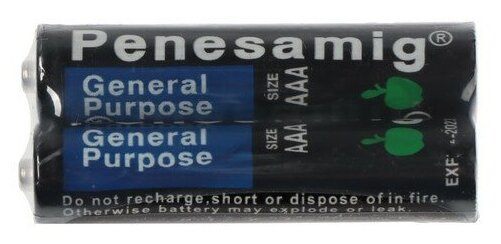 Penesamig®
General
Purpose
SIZE
AAA
General
Purpose
SIZE
AAA
Do not recharge,short or dispose of in fire.
Otherwise battery may explode or leak.